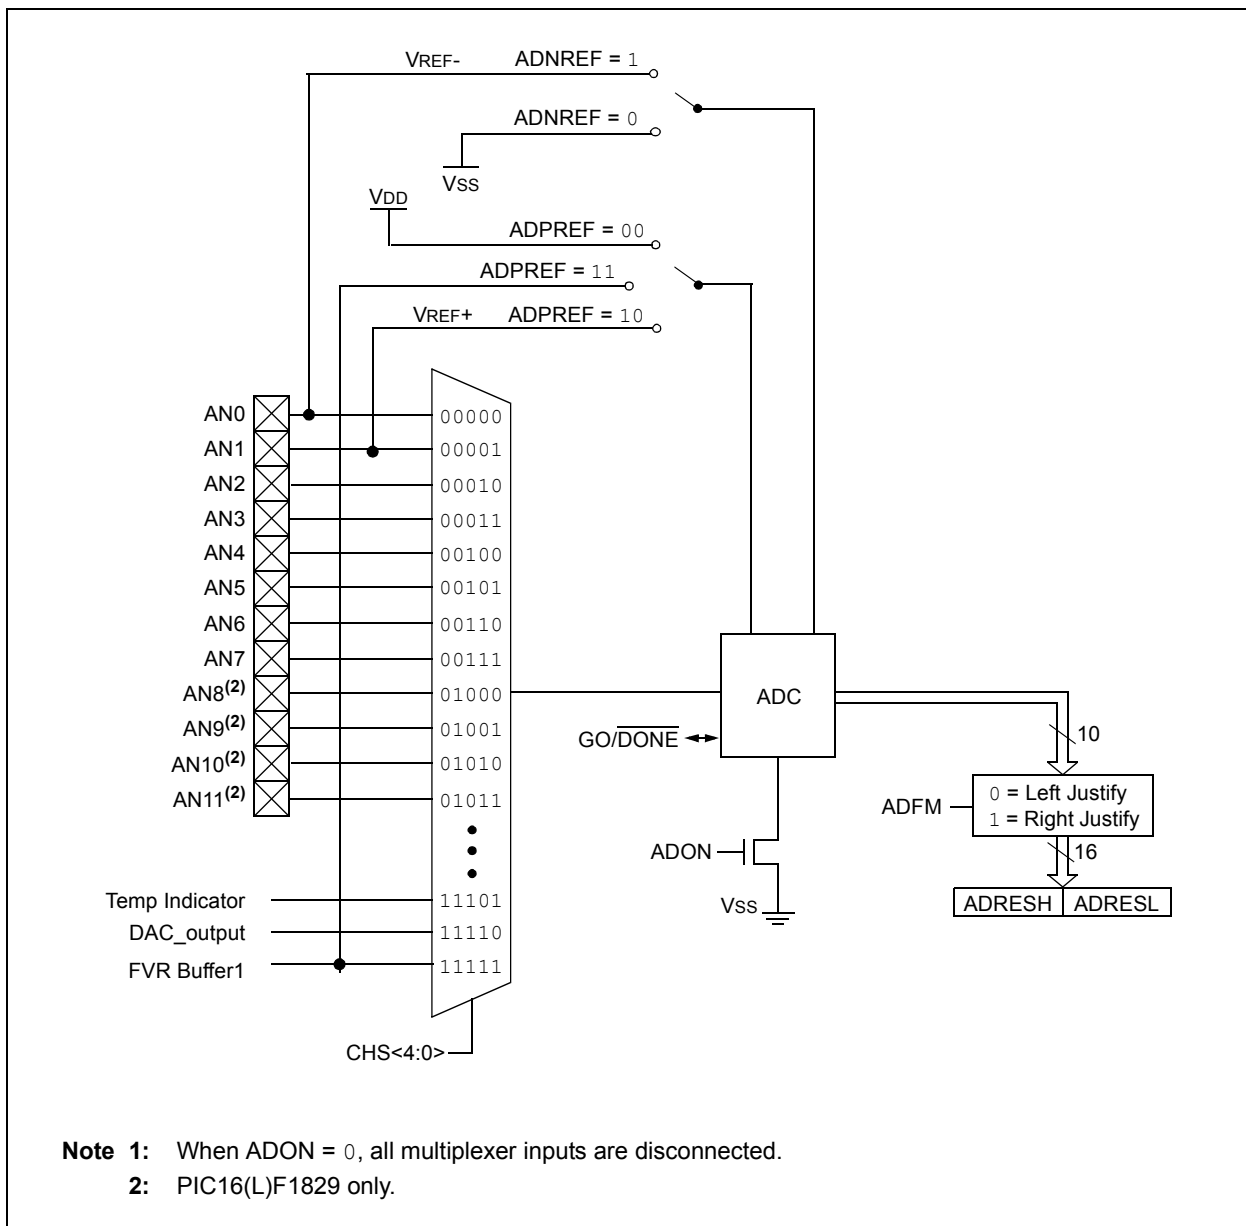 VREF- ADNREF = 1
ADNREF = 0
VSS
VDD
ADPREF = 00
ADPREF = 11
VREF+ ADPREF = 10
AN0 00000
AN1 00001
AN2 00010
AN3 00011
AN4 00100
AN5 00101
AN6 00110
AN7 00111
AN8(2) 01000
ADC
AN9(2) 01001
GO/DONE
10
AN10(2) 01010
AN11(2) 01011
ADFM
0 = Left Justify
1 = Right Justify
ADON
16
Temp Indicator 11101
VSS
ADRESH ADRESL
DAC_output 11110
FVR Buffer1 11111
CHS<4:0>
Note 1: When ADON = 0, all multiplexer inputs are disconnected.
2: PIC16(L)F1829 only.